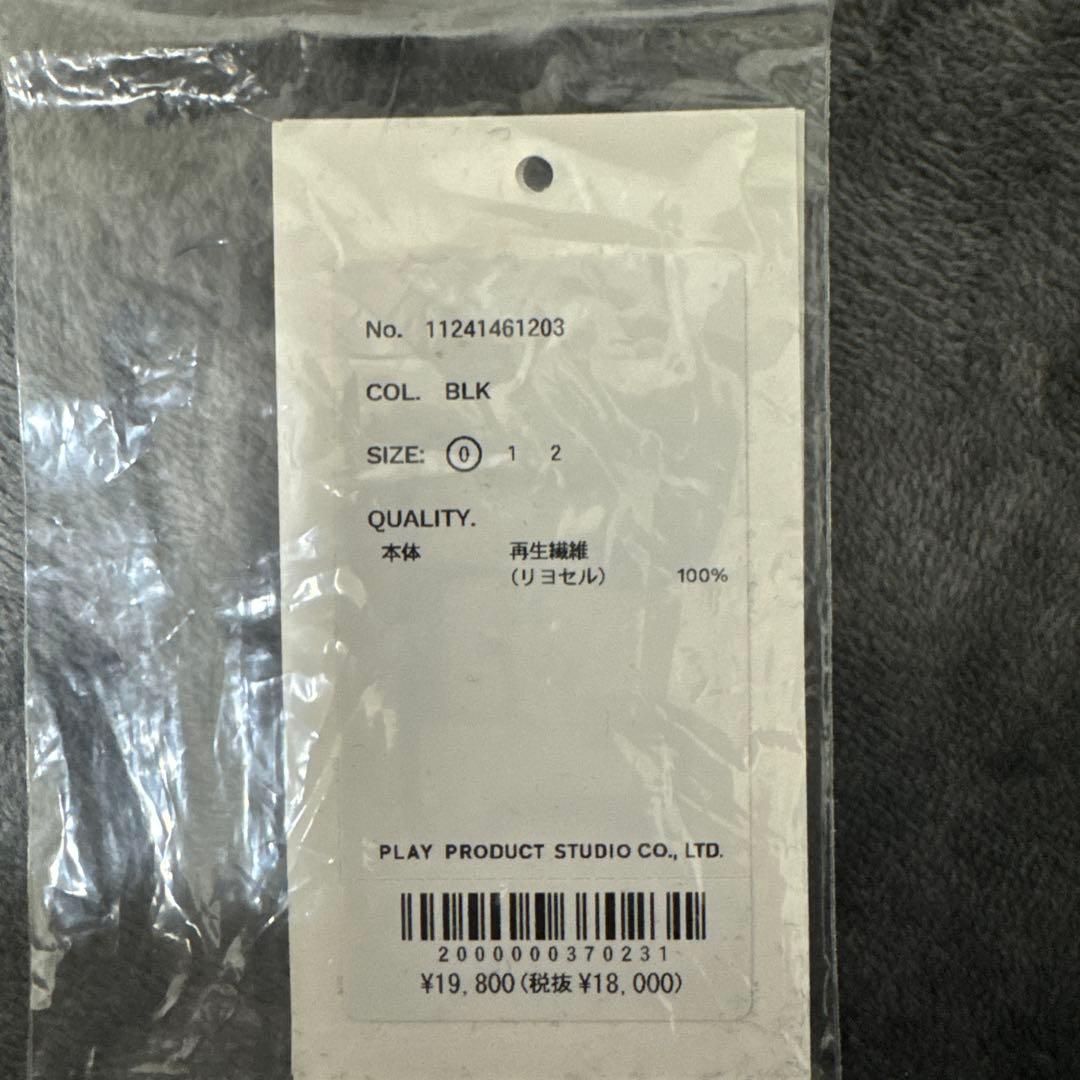 No. 11241461203
COL. BLK
SIZE: 0 1 2
QUALITY.
本体 再生繊維
(リヨセル) 100%
PLAY PRODUCT STUDIO CO., LTD.
2000000370231
¥19,800(税抜 ¥18,000)